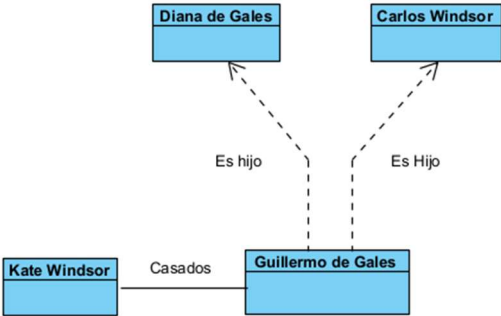 Diana de Gales
Carlos Windsor
Es hijo
Es Hijo
Kate Windsor
Casados
Guillermo de Gales